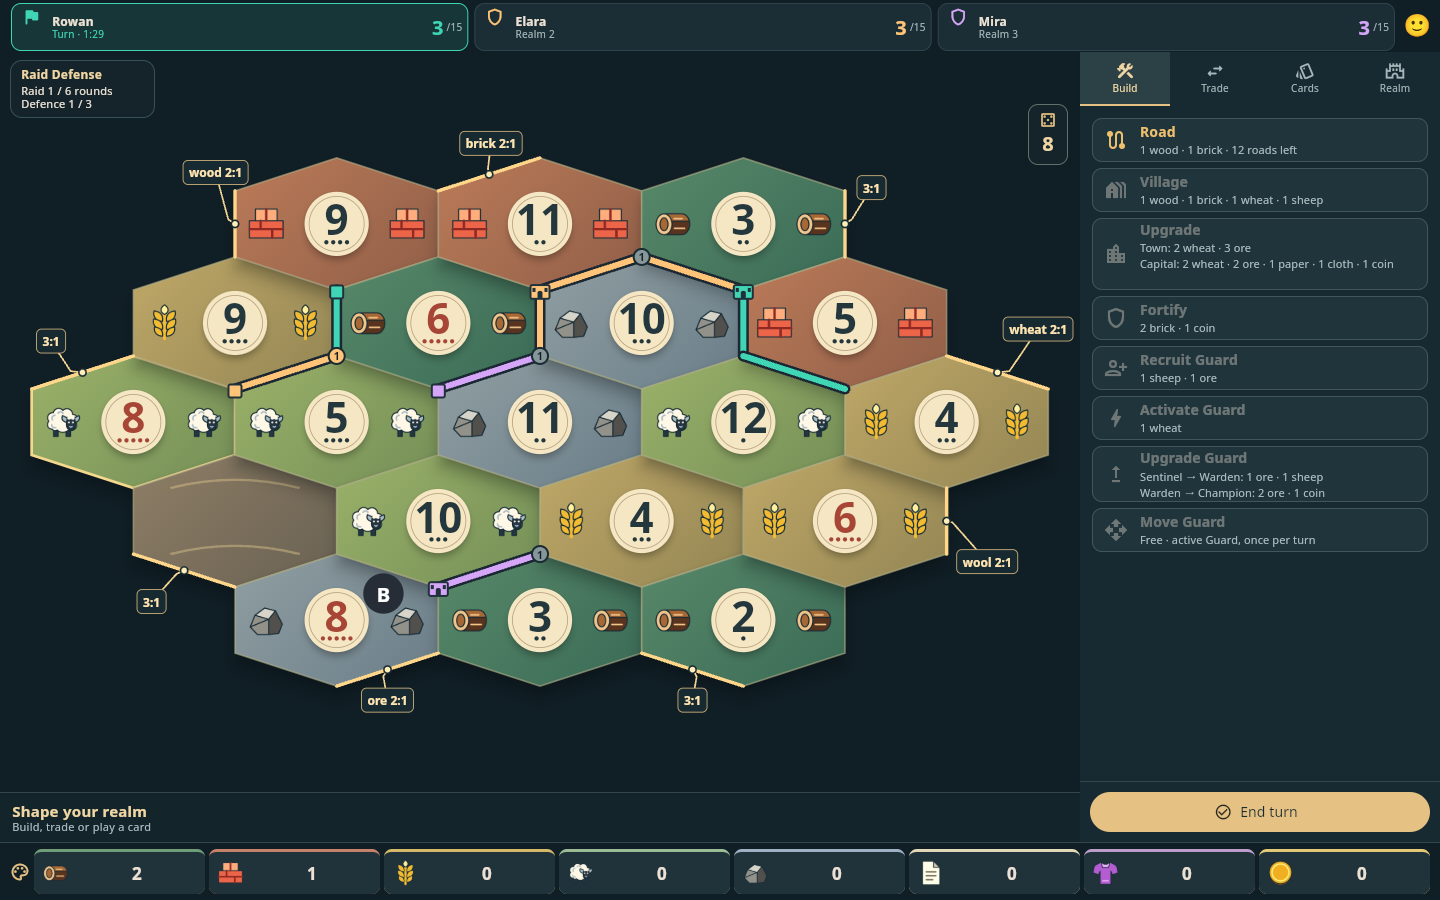 Rowan
Turn · 1:29
3 /15
Elara
Realm 2
3 /15
Mira
Realm 3
3 /15
Raid Defense
Raid 1 / 6 rounds
Defence 1 / 3
Build
Trade
Cards
Realm
8
brick 2:1
wood 2:1
3:1
9
11
3
1
9
6
10
5
3:1
wheat 2:1
1
1
8
5
11
12
4
10
4
6
1
wool 2:1
3:1
8
B
3
2
ore 2:1
3:1
Road
1 wood · 1 brick · 12 roads left
Village
1 wood · 1 brick · 1 wheat · 1 sheep
Upgrade
Town: 2 wheat · 3 ore
Capital: 2 wheat · 2 ore · 1 paper · 1 cloth · 1 coin
Fortify
2 brick · 1 coin
Recruit Guard
1 sheep · 1 ore
Activate Guard
1 wheat
Upgrade Guard
Sentinel → Warden: 1 ore · 1 sheep
Warden → Champion: 2 ore · 1 coin
Move Guard
Free · active Guard, once per turn
End turn
Shape your realm
Build, trade or play a card
2
1
0
0
0
0
0
0